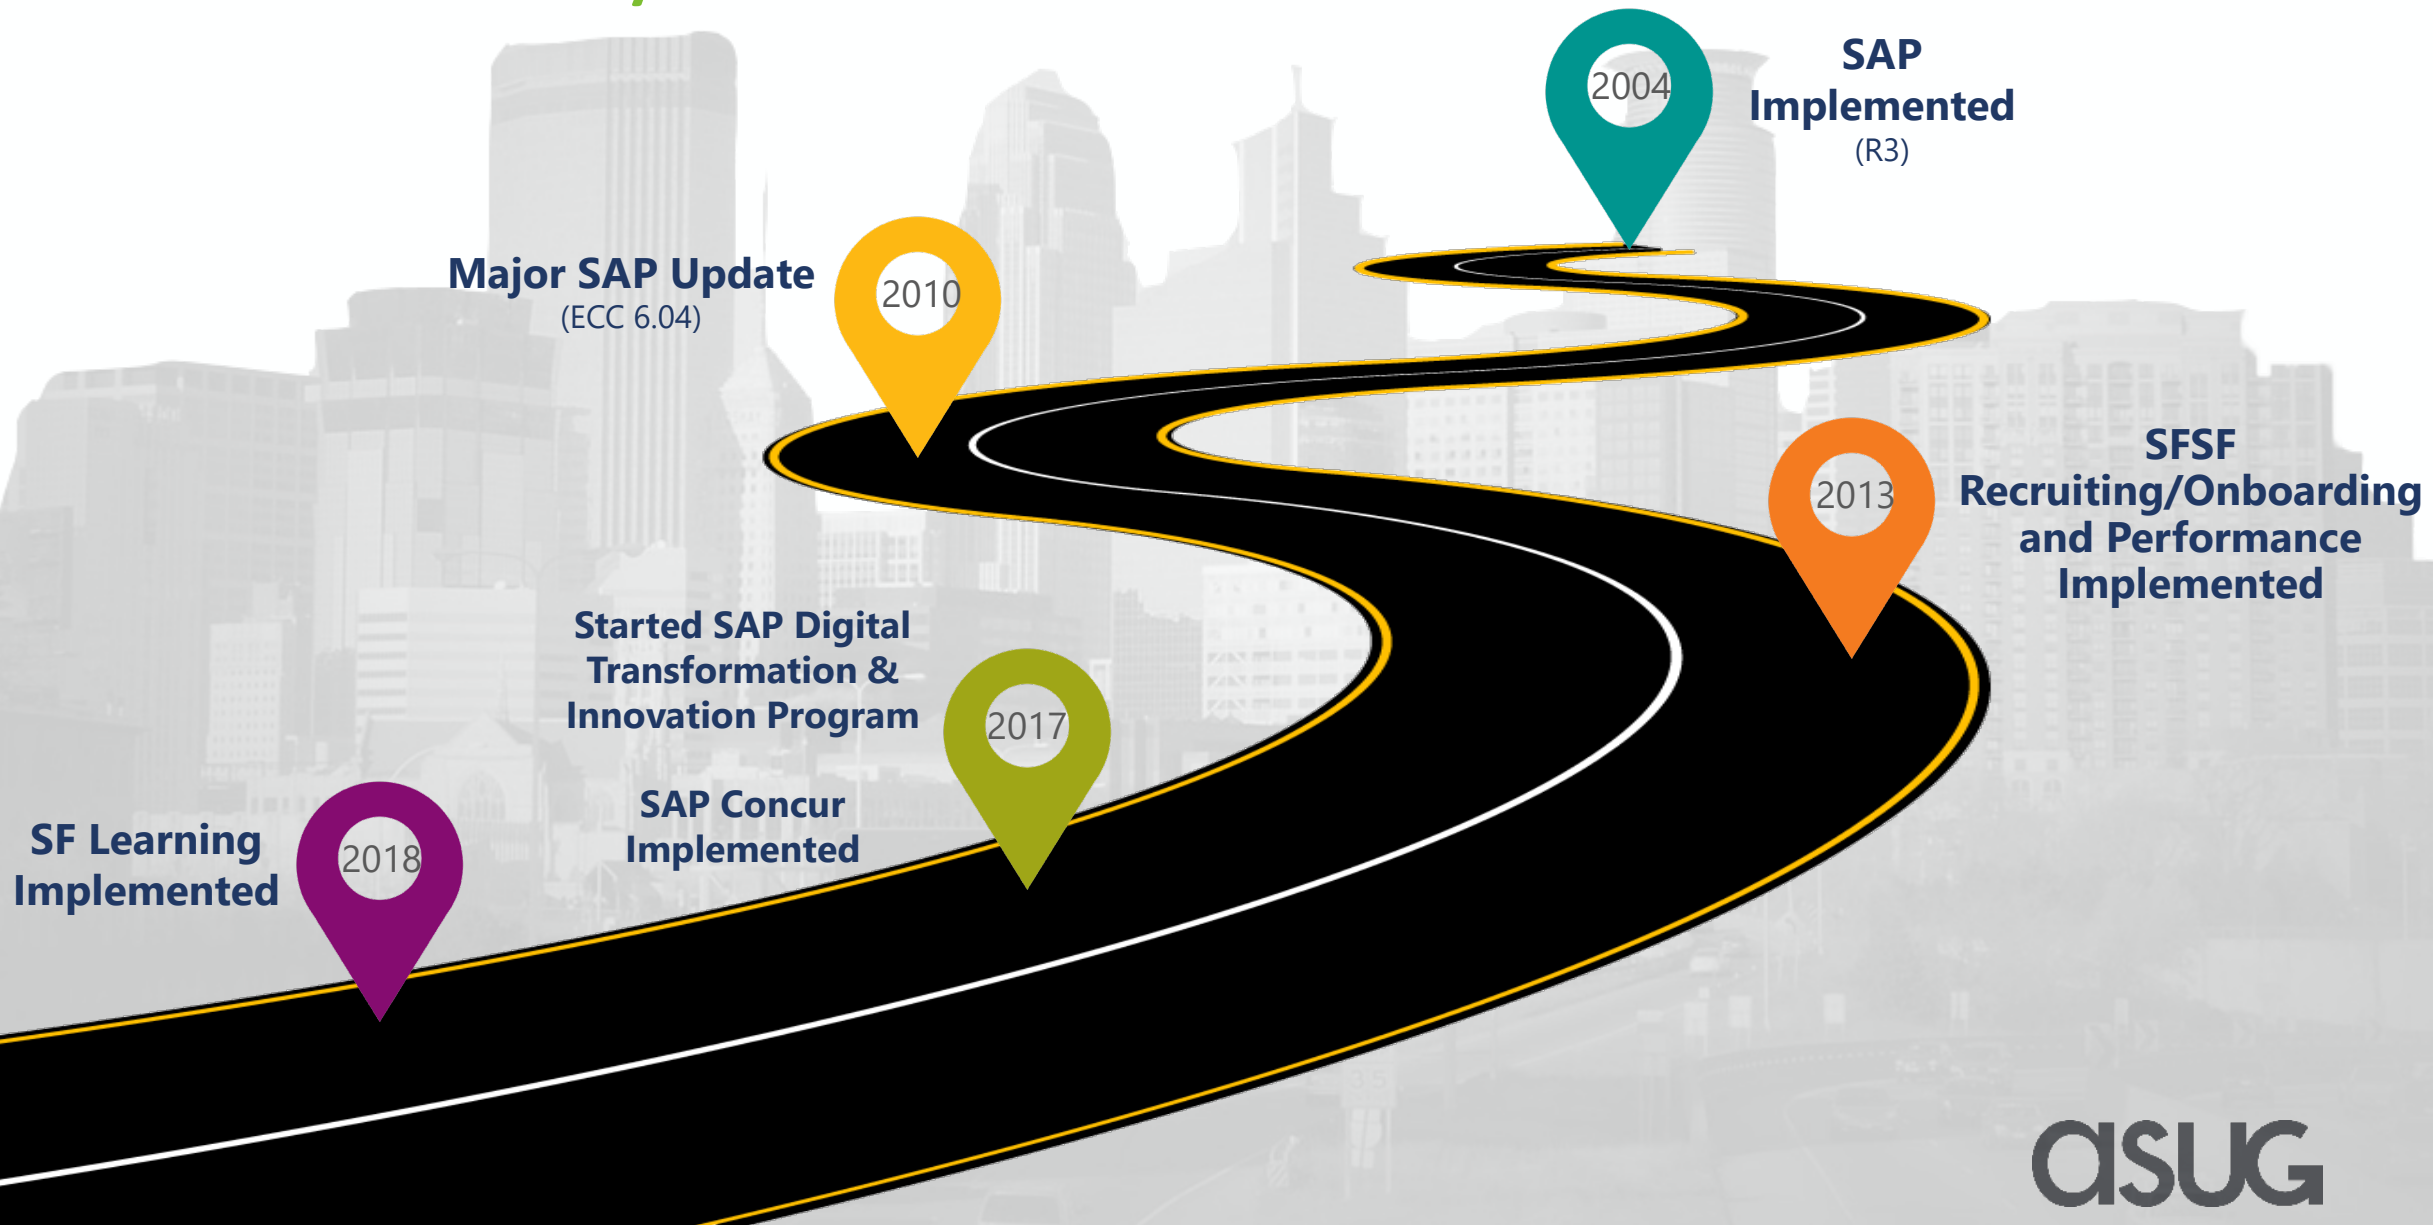 2004
SAP
Implemented
(R3)
Major SAP Update
(ECC 6.04)
2010
2013
SFSF
Recruiting/Onboarding
and Performance
Implemented
Started SAP Digital
Transformation &
Innovation Program
SAP Concur
Implemented
2017
SF Learning
Implemented
2018
asug